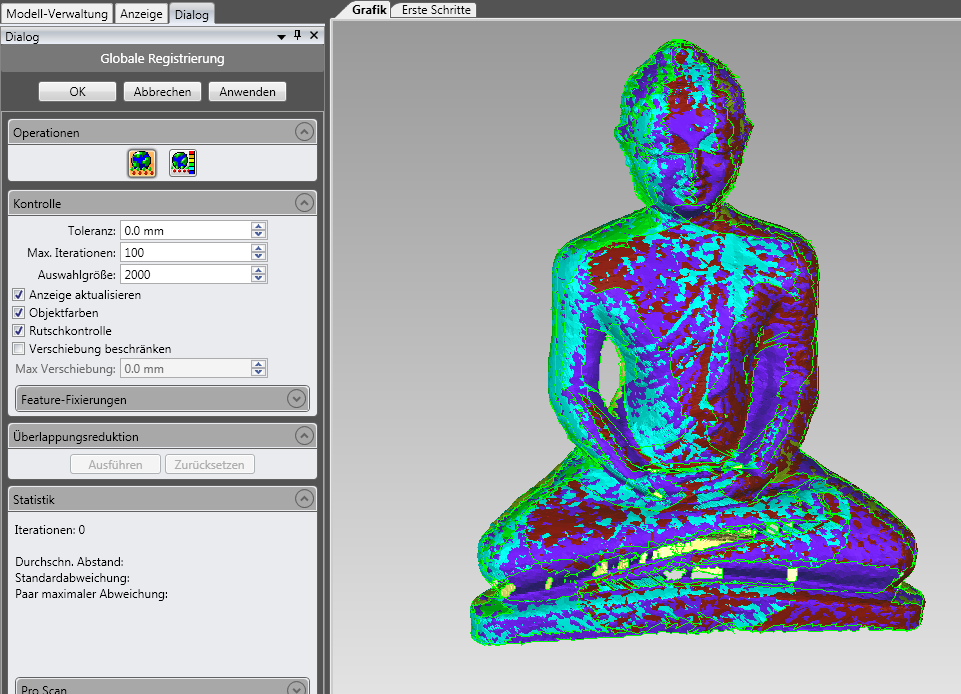 Modell-Verwaltung Anzeige Dialog
Grafik Erste Schritte
Dialog
Globale Registrierung
OK Abbrechen Anwenden
Operationen
Kontrolle
Toleranz: 0.0 mm
Max. Iterationen: 100
Auswahlgröße: 2000
Anzeige aktualisieren
Objektfarben
Rutschkontrolle
Verschiebung beschränken
Max Verschiebung: 0.0 mm
Feature-Fixierungen
Überlappungsreduktion
Ausführen Zurücksetzen
Statistik
Iterationen: 0
Durchschn. Abstand:
Standardabweichung:
Paar maximaler Abweichung:
Pro Scan